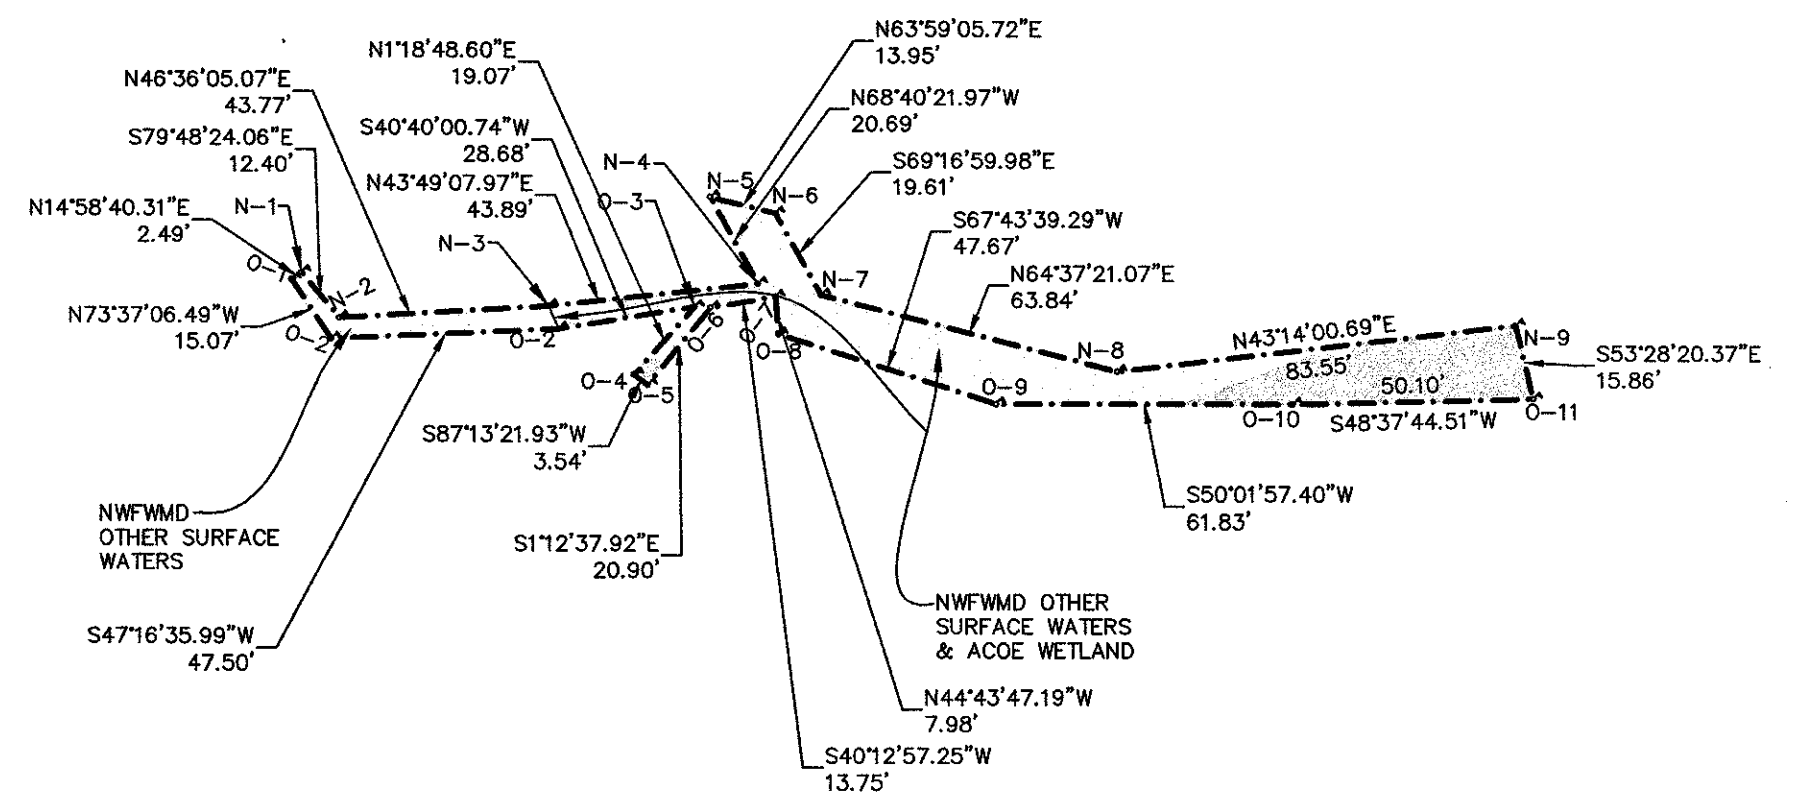 N63°59'05.72"E
13.95'
N1°18'48.60"E
19.07'
N46°36'05.07"E
43.77'
N68°40'21.97"W
20.69'
S40°40'00.74"W
28.68'
S79°48'24.06"E
12.40'
N-4
S69°16'59.98"E
19.61'
N43°49'07.97"E
43.89'
N-5
N-6
N14°58'40.31"E
2.49'
N-1
O-3
S67°43'39.29"W
47.67'
N-3
O-1
N-7
N64°37'21.07"E
63.84'
N-2
N73°37'06.49"W
15.07'
O-2
O-2
O-6
O-7
O-8
N43°14'00.69"E
83.55'
N-8
N-9
S53°28'20.37"E
15.86'
O-4
O-5
O-9
50.10'
O-10
S48°37'44.51"W
O-11
S87°13'21.93"W
3.54'
S50°01'57.40"W
61.83'
NWFWMD
OTHER SURFACE
WATERS
S1°12'37.92"E
20.90'
NWFWMD OTHER
SURFACE WATERS
& ACOE WETLAND
S47°16'35.99"W
47.50'
N44°43'47.19"W
7.98'
S40°12'57.25"W
13.75'